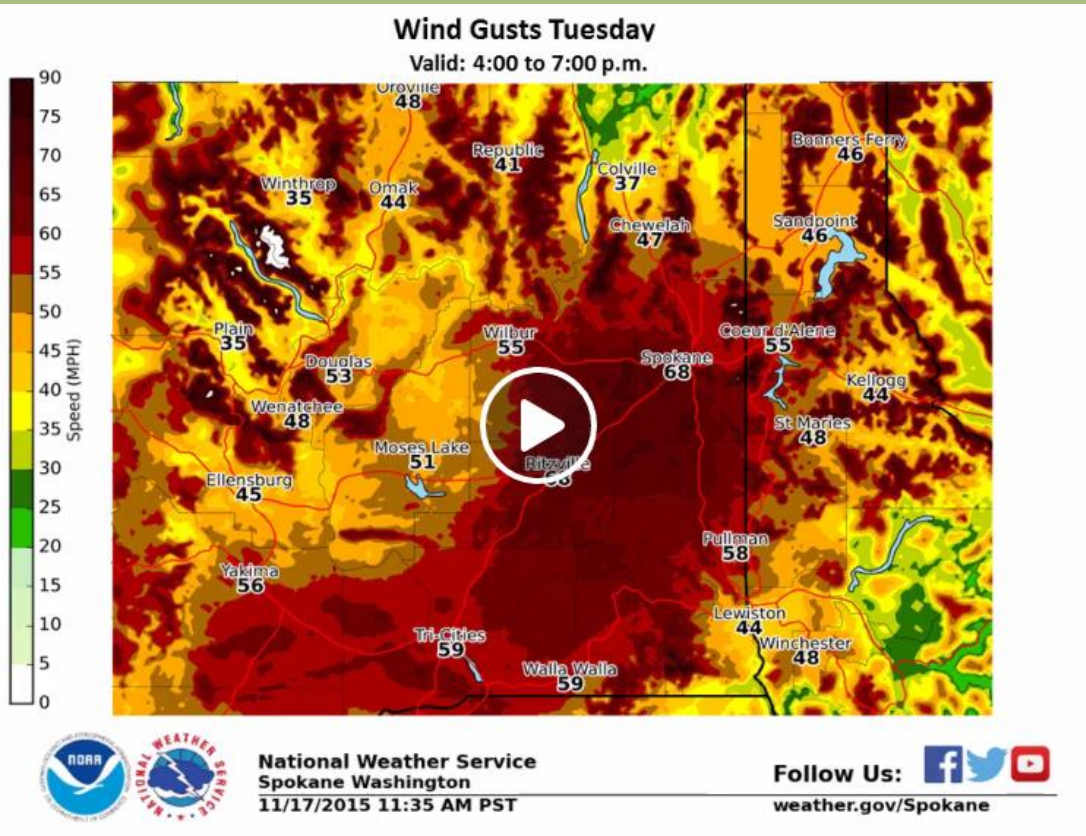 Wind Gusts Tuesday
Valid: 4:00 to 7:00 p.m.
90
75
70
65
60
55
50
45
40
35
30
25
20
15
10
5
0
Speed (MPH)
Oroville
48
Republic
41
Bonners Ferry
46
Colville
37
Winthrop
35
Omak
44
Chewelah
47
Sandpoint
46
Plain
35
Wilbur
55
Coeur d'Alene
55
Spokane
68
Douglas
53
Kellogg
44
Wenatchee
48
St Maries
48
Moses Lake
51
Ritzville
Ellensburg
45
Pullman
58
Yakima
56
Lewiston
44
Tri-Cities
59
Winchester
48
Walla Walla
59
NOAA
NATIONAL WEATHER SERVICE
National Weather Service
Spokane Washington
11/17/2015 11:35 AM PST
Follow Us:
weather.gov/Spokane